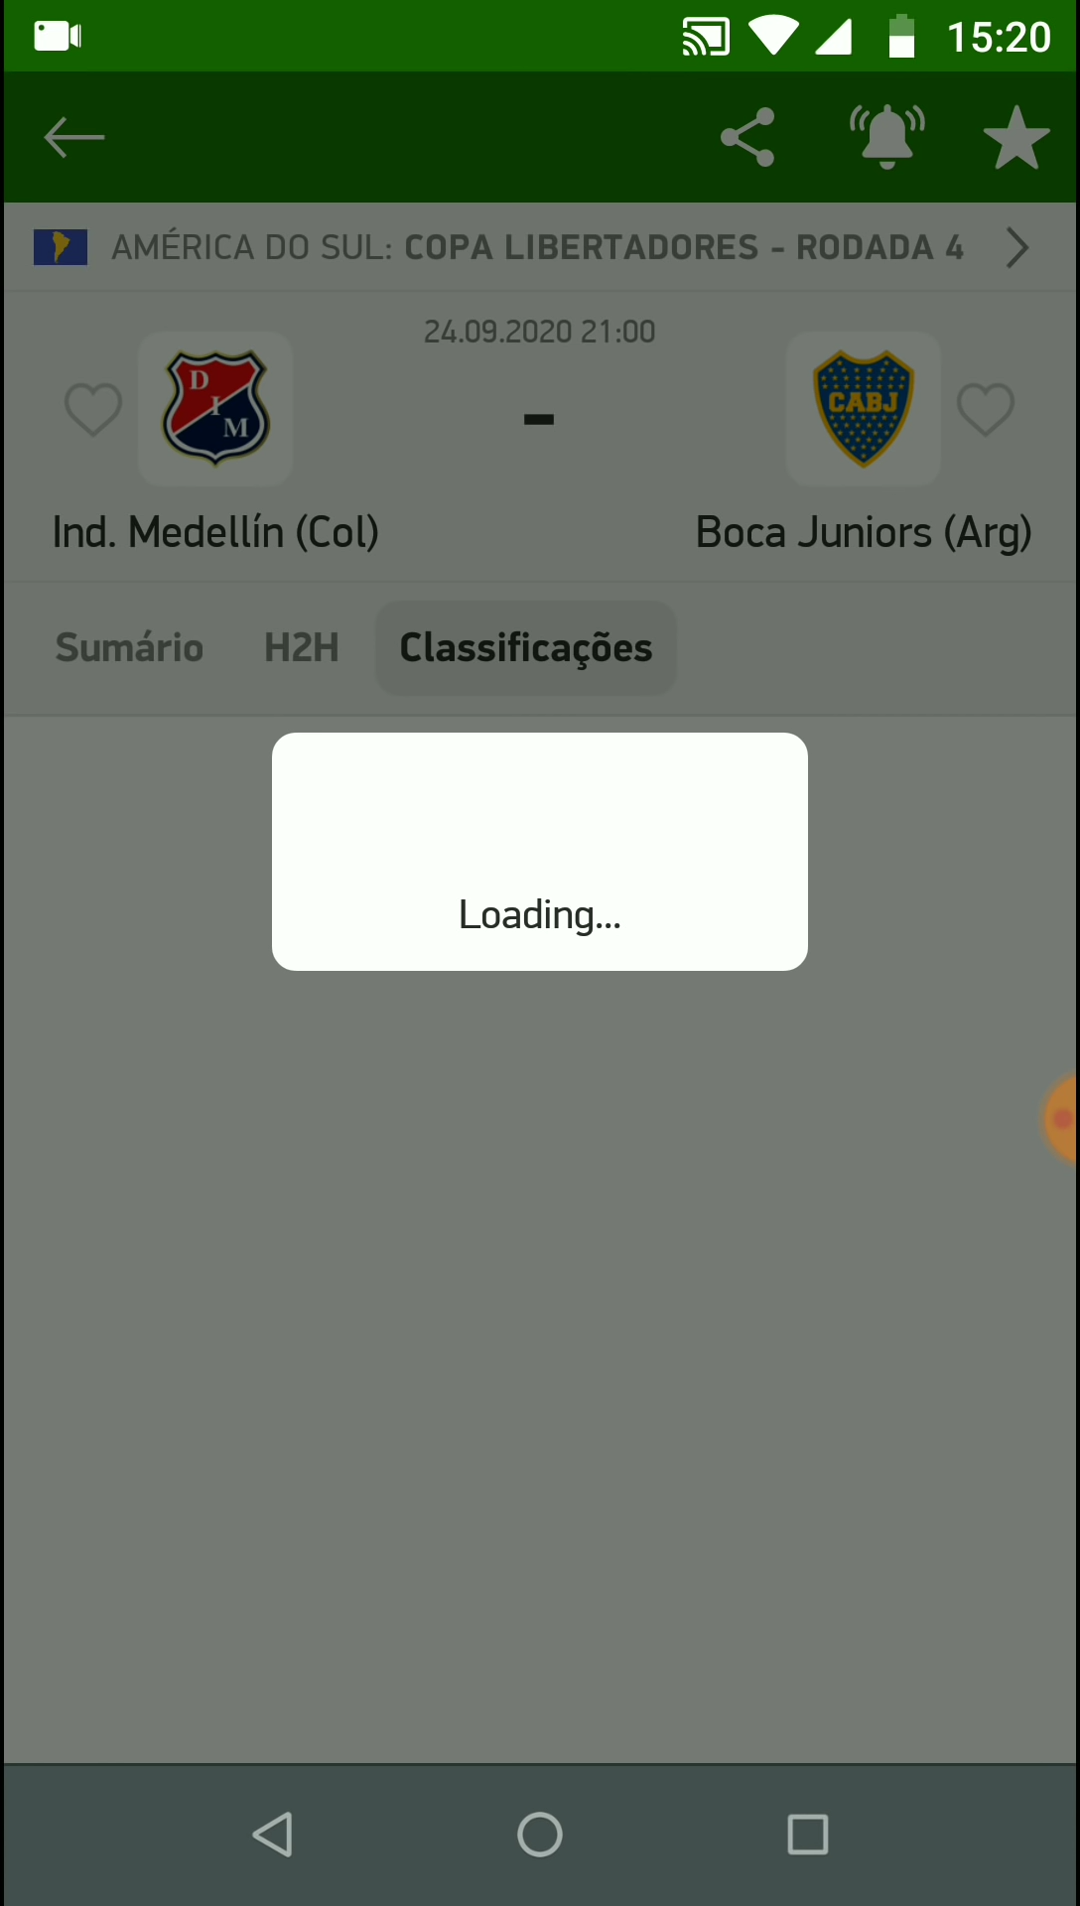 15:20
AMÉRICA DO SUL: COPA LIBERTADORES - RODADA 4
24.09.2020 21:00
D I M
-
CABJ
Ind. Medellín (Col)
Boca Juniors (Arg)
Sumário H2H Classificações
Loading...